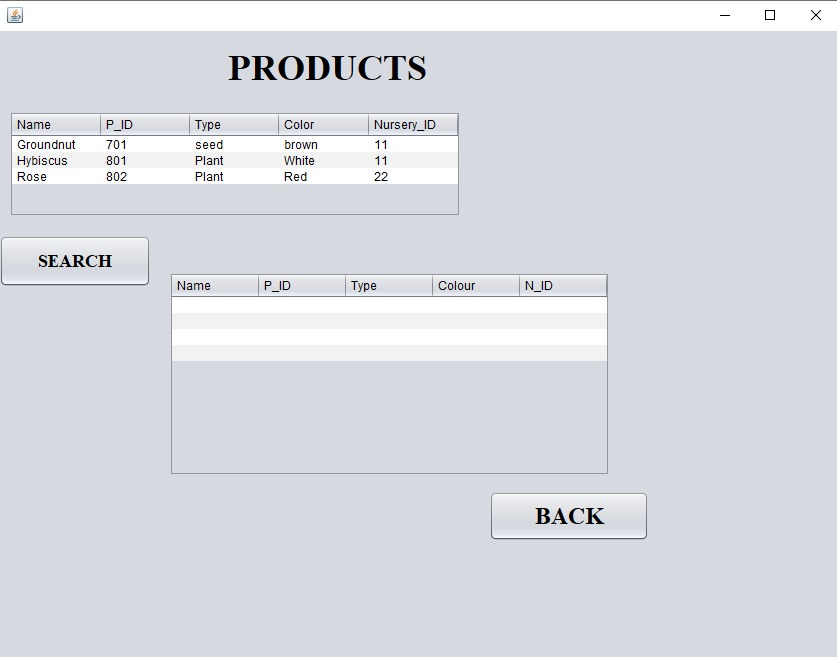 PRODUCTS
Name P_ID Type Color Nursery_ID
Groundnut 701 seed brown 11
Hybiscus 801 Plant White 11
Rose 802 Plant Red 22
SEARCH
Name P_ID Type Colour N_ID
BACK